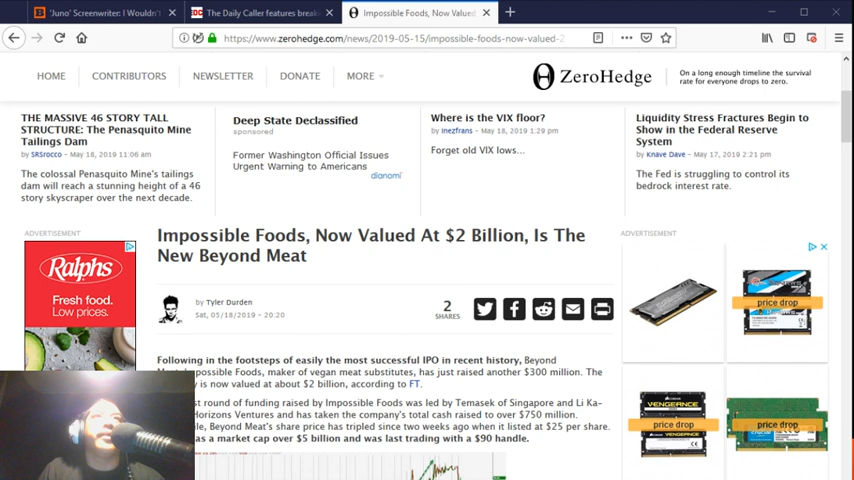 'Juno' Screenwriter: I Wouldn't
The Daily Caller features break
Impossible Foods, Now Valued
https://www.zerohedge.com/news/2019-05-15/impossible-foods-now-valued-2
HOME CONTRIBUTORS NEWSLETTER DONATE MORE
ZeroHedge
On a long enough timeline the survival
rate for everyone drops to zero.
THE MASSIVE 46 STORY TALL
STRUCTURE: The Penasquito Mine
Tailings Dam
by SRSrocco – May 18, 2019 11:06 am
The colossal Penasquito Mine's tailings
dam will reach a stunning height of a 46
story skyscraper over the next decade.
Deep State Declassified
sponsored
Former Washington Official Issues
Urgent Warning to Americans
dianomi
Where is the VIX floor?
by Inezfrans – May 18, 2019 1:29 pm
Forget old VIX lows...
Liquidity Stress Fractures Begin to
Show in the Federal Reserve
System
by Knave Dave – May 17, 2019 2:21 pm
The Fed is struggling to control its
bedrock interest rate.
ADVERTISEMENT
Ralphs
Fresh food.
Low prices.
Impossible Foods, Now Valued At $2 Billion, Is The
New Beyond Meat
by Tyler Durden
Sat, 05/18/2019 - 20:20
2
SHARES
Following in the footsteps of easily the most successful IPO in recent history, Beyond
Impossible Foods, maker of vegan meat substitutes, has just raised another $300 million. The
is now valued at about $2 billion, according to FT.
round of funding raised by Impossible Foods was led by Temasek of Singapore and Li Ka-
Horizons Ventures and has taken the company's total cash raised to over $750 million.
Beyond Meat's share price has tripled since two weeks ago when it listed at $25 per share.
as a market cap over $5 billion and was last trading with a $90 handle.
ADVERTISEMENT
price drop
VENGEANCE
price drop
price drop